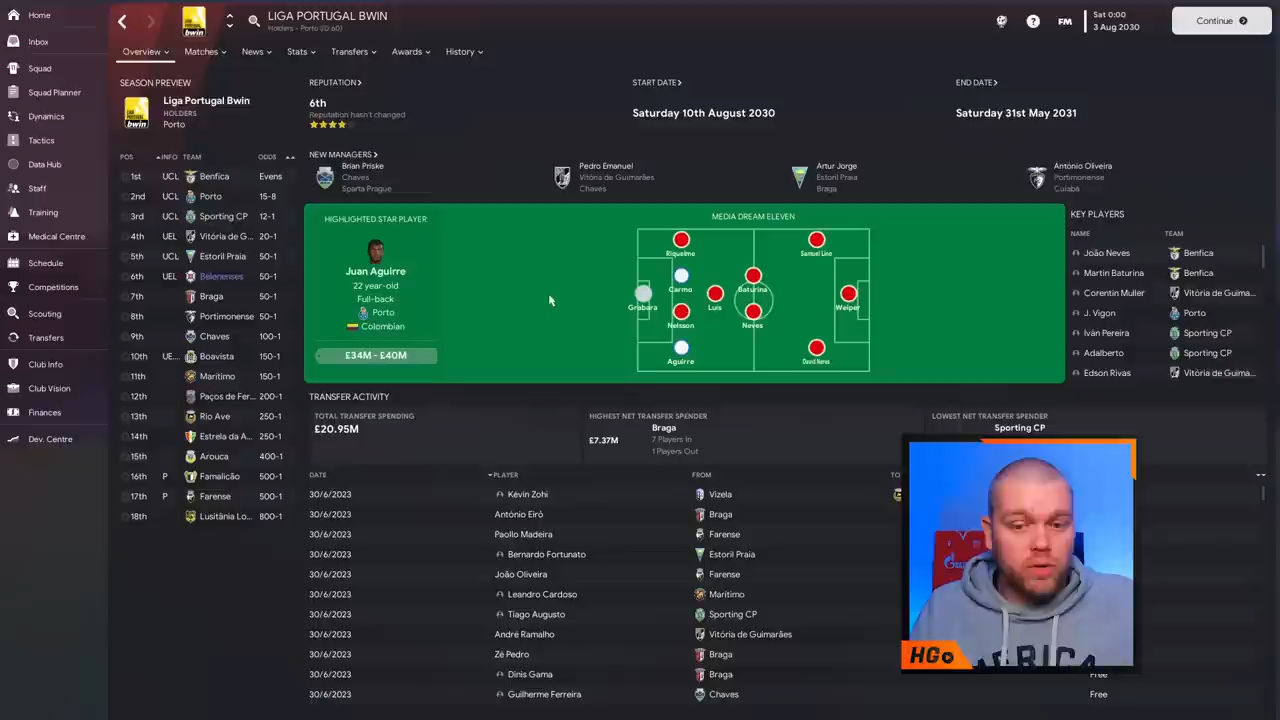 Home
Inbox
Squad
Squad Planner
Dynamics
Tactics
Data Hub
Staff
Training
Medical Centre
Schedule
Competitions
Scouting
Transfers
Club Info
Club Vision
Finances
Dev. Centre
bwin
LIGA PORTUGAL BWIN
Holders - Porto (ID:60)
FM
Sat 0:00
3 Aug 2030
Continue
Overview
Matches
News
Stats
Transfers
Awards
History
SEASON PREVIEW
bwin
Liga Portugal Bwin
HOLDERS
Porto
POS INFO TEAM ODDS
1st UCL Benfica Evens
2nd UCL Porto 15-8
3rd UCL Sporting CP 12-1
4th UEL Vitória de G... 20-1
5th UCL Estoril Praia 50-1
6th UEL Belenenses 50-1
7th Braga 50-1
8th Portimonense 50-1
9th Chaves 100-1
10th UE... Boavista 150-1
11th Marítimo 150-1
12th Paços de Fer... 200-1
13th Rio Ave 250-1
14th Estrela da A... 250-1
15th Arouca 400-1
16th P Famalicão 500-1
17th P Farense 500-1
18th Lusitânia Lo... 800-1
REPUTATION
6th
Reputation hasn't changed
START DATE
Saturday 10th August 2030
END DATE
Saturday 31st May 2031
NEW MANAGERS
Brian Priske
Chaves
Sparta Prague
Pedro Emanuel
Vitória de Guimarães
Chaves
Artur Jorge
Estoril Praia
Braga
António Oliveira
Portimonense
Cuiabá
HIGHLIGHTED STAR PLAYER
Juan Aguirre
22 year-old
Full-back
Porto
Colombian
£34M - £40M
MEDIA DREAM ELEVEN
Riquelme
Samuel Lino
Carmo
Baturina
Grabara
Luis
Welper
Nelsson
Neves
Aguirre
David Neres
KEY PLAYERS
NAME TEAM
João Neves Benfica
Martin Baturina Benfica
Corentin Muller Vitória de Guima...
J. Vigon Porto
Iván Pereira Sporting CP
Adalberto Sporting CP
Edson Rivas Vitória de Guima...
TRANSFER ACTIVITY
TOTAL TRANSFER SPENDING
£20.95M
HIGHEST NET TRANSFER SPENDER
Braga
£7.37M
7 Players In
1 Players Out
LOWEST NET TRANSFER SPENDER
Sporting CP
DATE PLAYER FROM TO
30/6/2023 Kévin Zohi Vizela
30/6/2023 António Eirô Braga
30/6/2023 Paollo Madeira Farense
30/6/2023 Bernardo Fortunato Estoril Praia
30/6/2023 João Oliveira Farense
30/6/2023 Leandro Cardoso Marítimo
30/6/2023 Tiago Augusto Sporting CP
30/6/2023 André Ramalho Vitória de Guimarães
30/6/2023 Zé Pedro Braga
30/6/2023 Dinis Gama Braga Free
30/6/2023 Guilherme Ferreira Chaves Free
HG